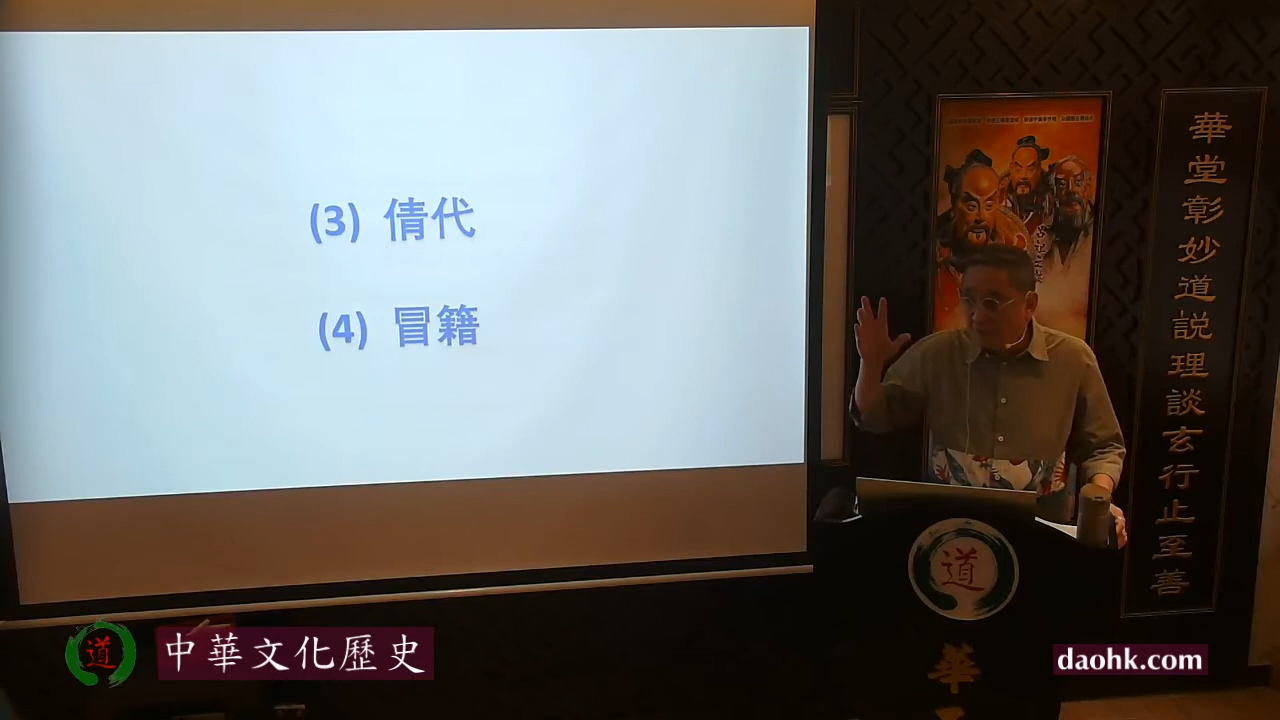 (3) 倩代
(4) 冒籍
華堂彰妙道説理談玄行止至善
道
華
道
中華文化歷史
daohk.com